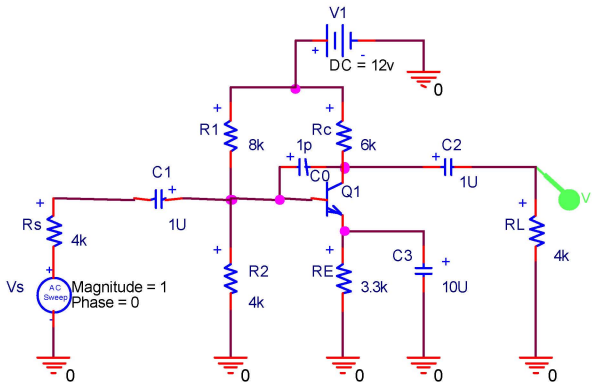 V1
+
-
DC = 12v
0
+
R1
8k
+
Rc
6k
1p
+
C0
C2
+
1U
C1
+
1U
Q1
+
V
+
Rs
4k
+
R2
4k
+
RE
3.3k
C3
+
10U
+
RL
4k
Vs
+
AC
Sweep
-
Magnitude = 1
Phase = 0
0
0
0
0
0